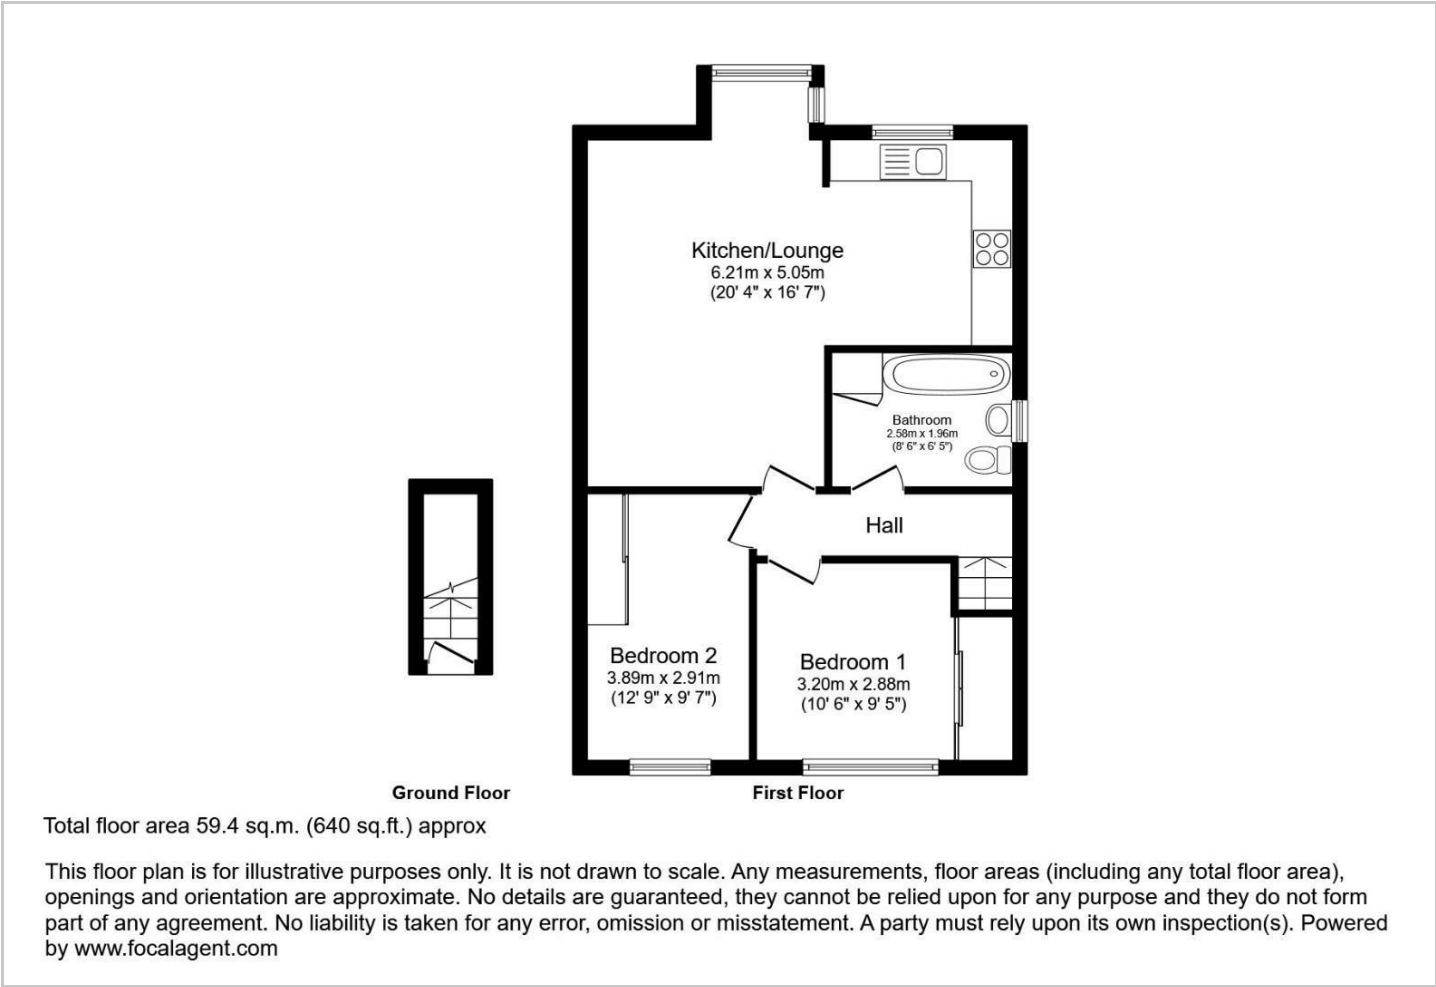 Kitchen/Lounge
6.21m x 5.05m
(20' 4" x 16' 7")
Bathroom
2.58m x 1.96m
(8' 6" x 6' 5")
Hall
Bedroom 2
3.89m x 2.91m
(12' 9" x 9' 7")
Bedroom 1
3.20m x 2.88m
(10' 6" x 9' 5")
Ground Floor
First Floor
Total floor area 59.4 sq.m. (640 sq.ft.) approx
This floor plan is for illustrative purposes only. It is not drawn to scale. Any measurements, floor areas (including any total floor area),
openings and orientation are approximate. No details are guaranteed, they cannot be relied upon for any purpose and they do not form
part of any agreement. No liability is taken for any error, omission or misstatement. A party must rely upon its own inspection(s). Powered
by www.focalagent.com